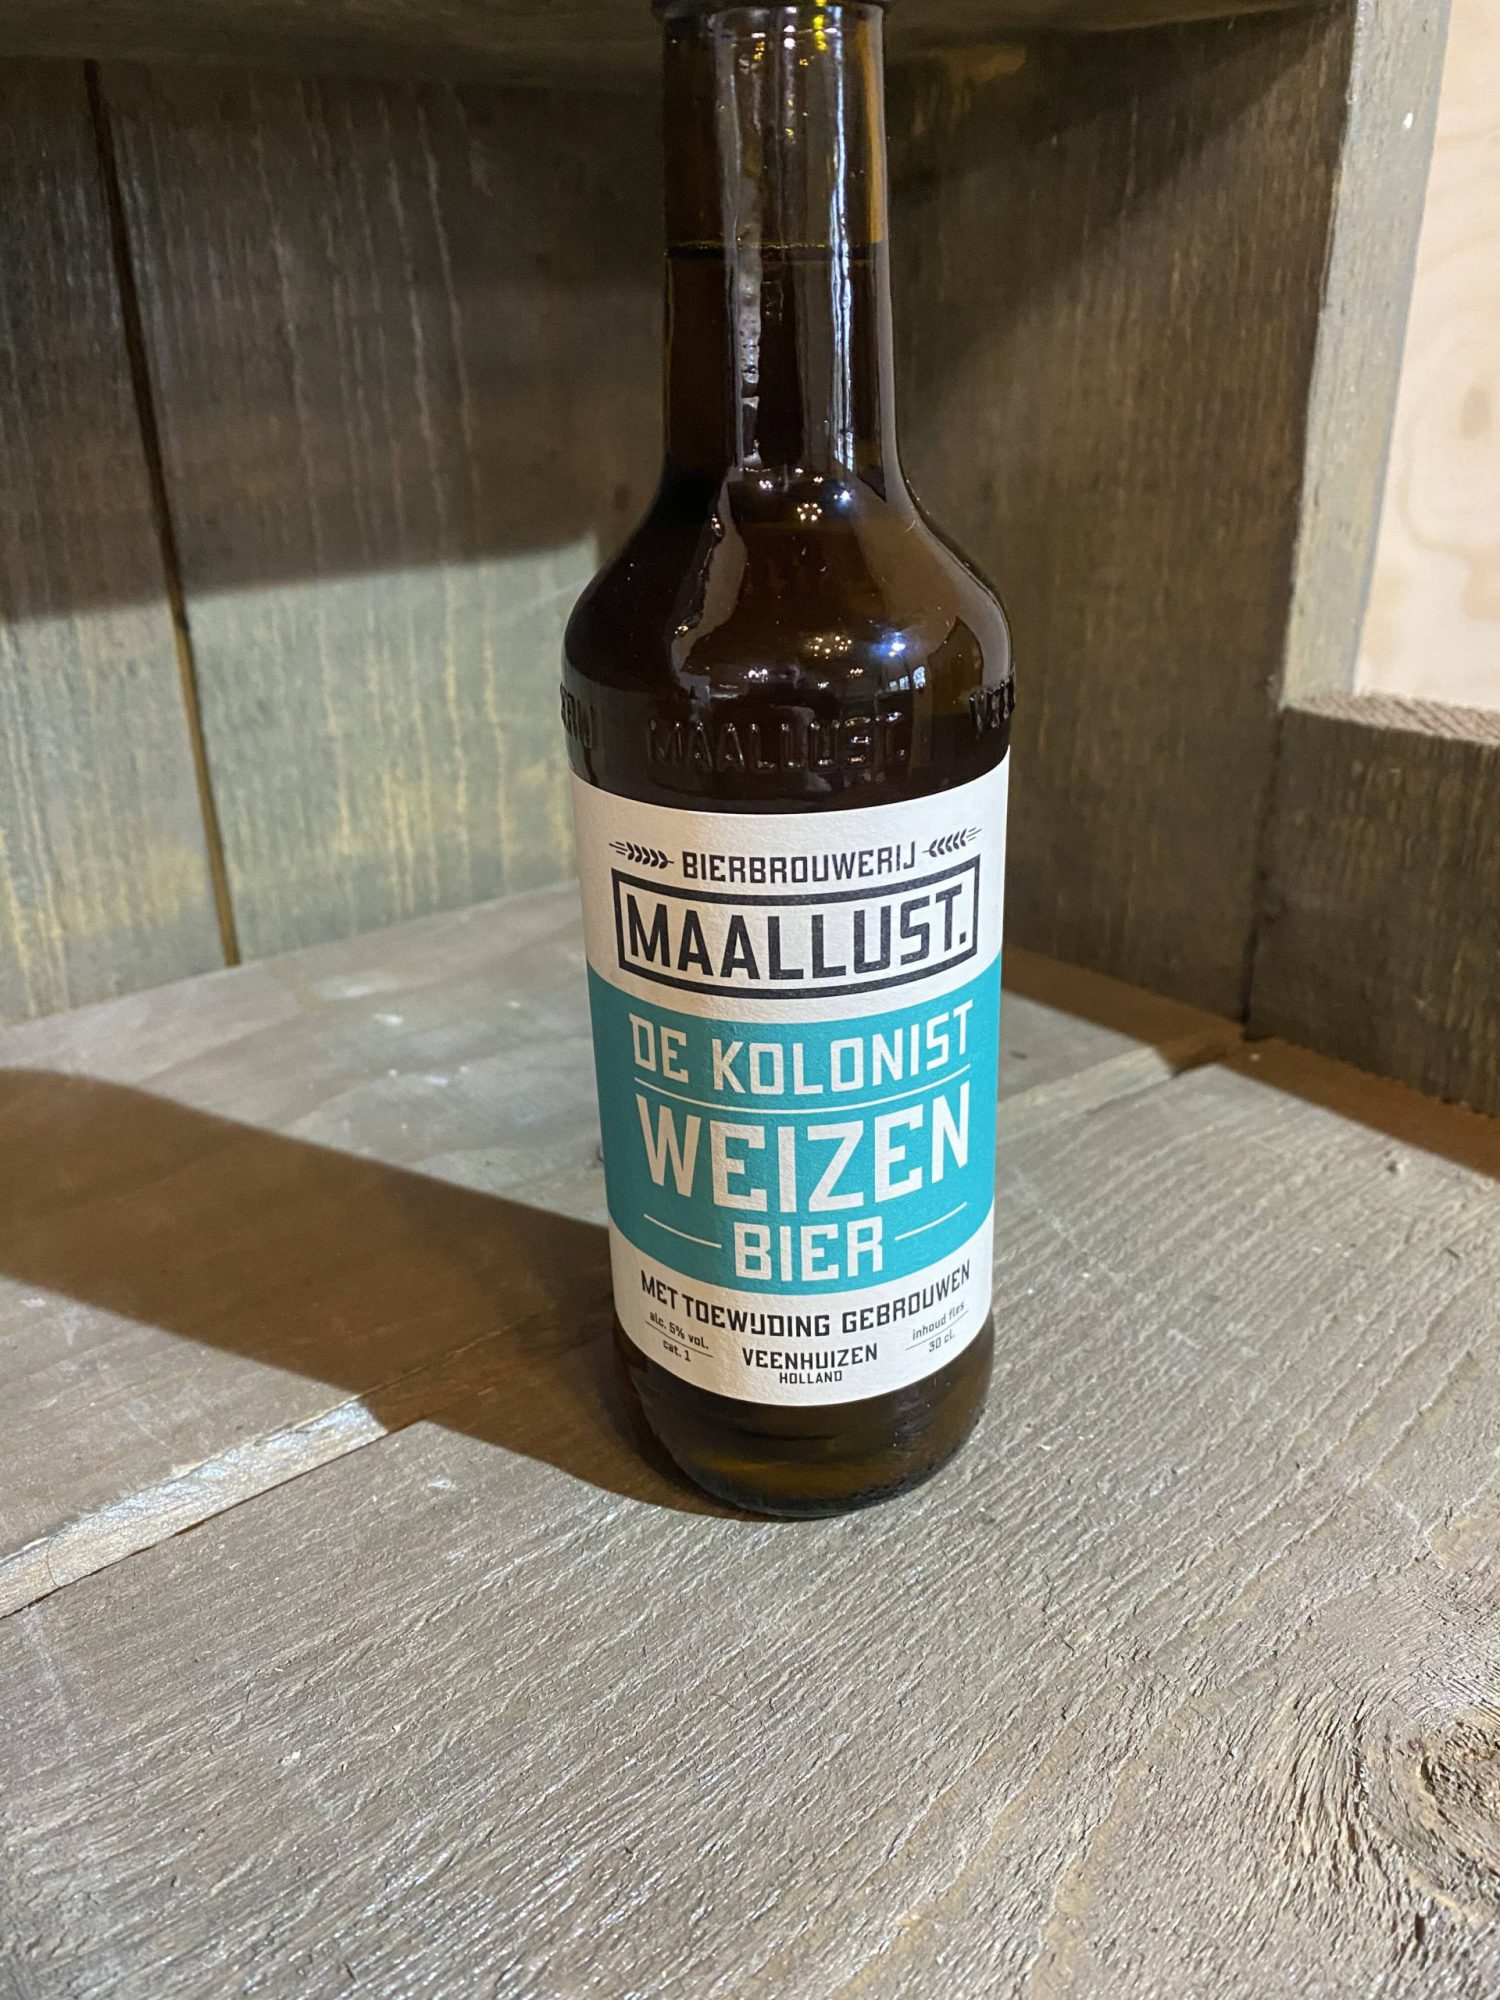 MAALLUST.
BIERBROUWERIJ
MAALLUST.
DE KOLONIST
WEIZEN
BIER
MET TOEWIJDING GEBROUWEN
alc. 5% vol.
cat. 1
VEENHUIZEN
HOLLAND
inhoud fles
30 cl.